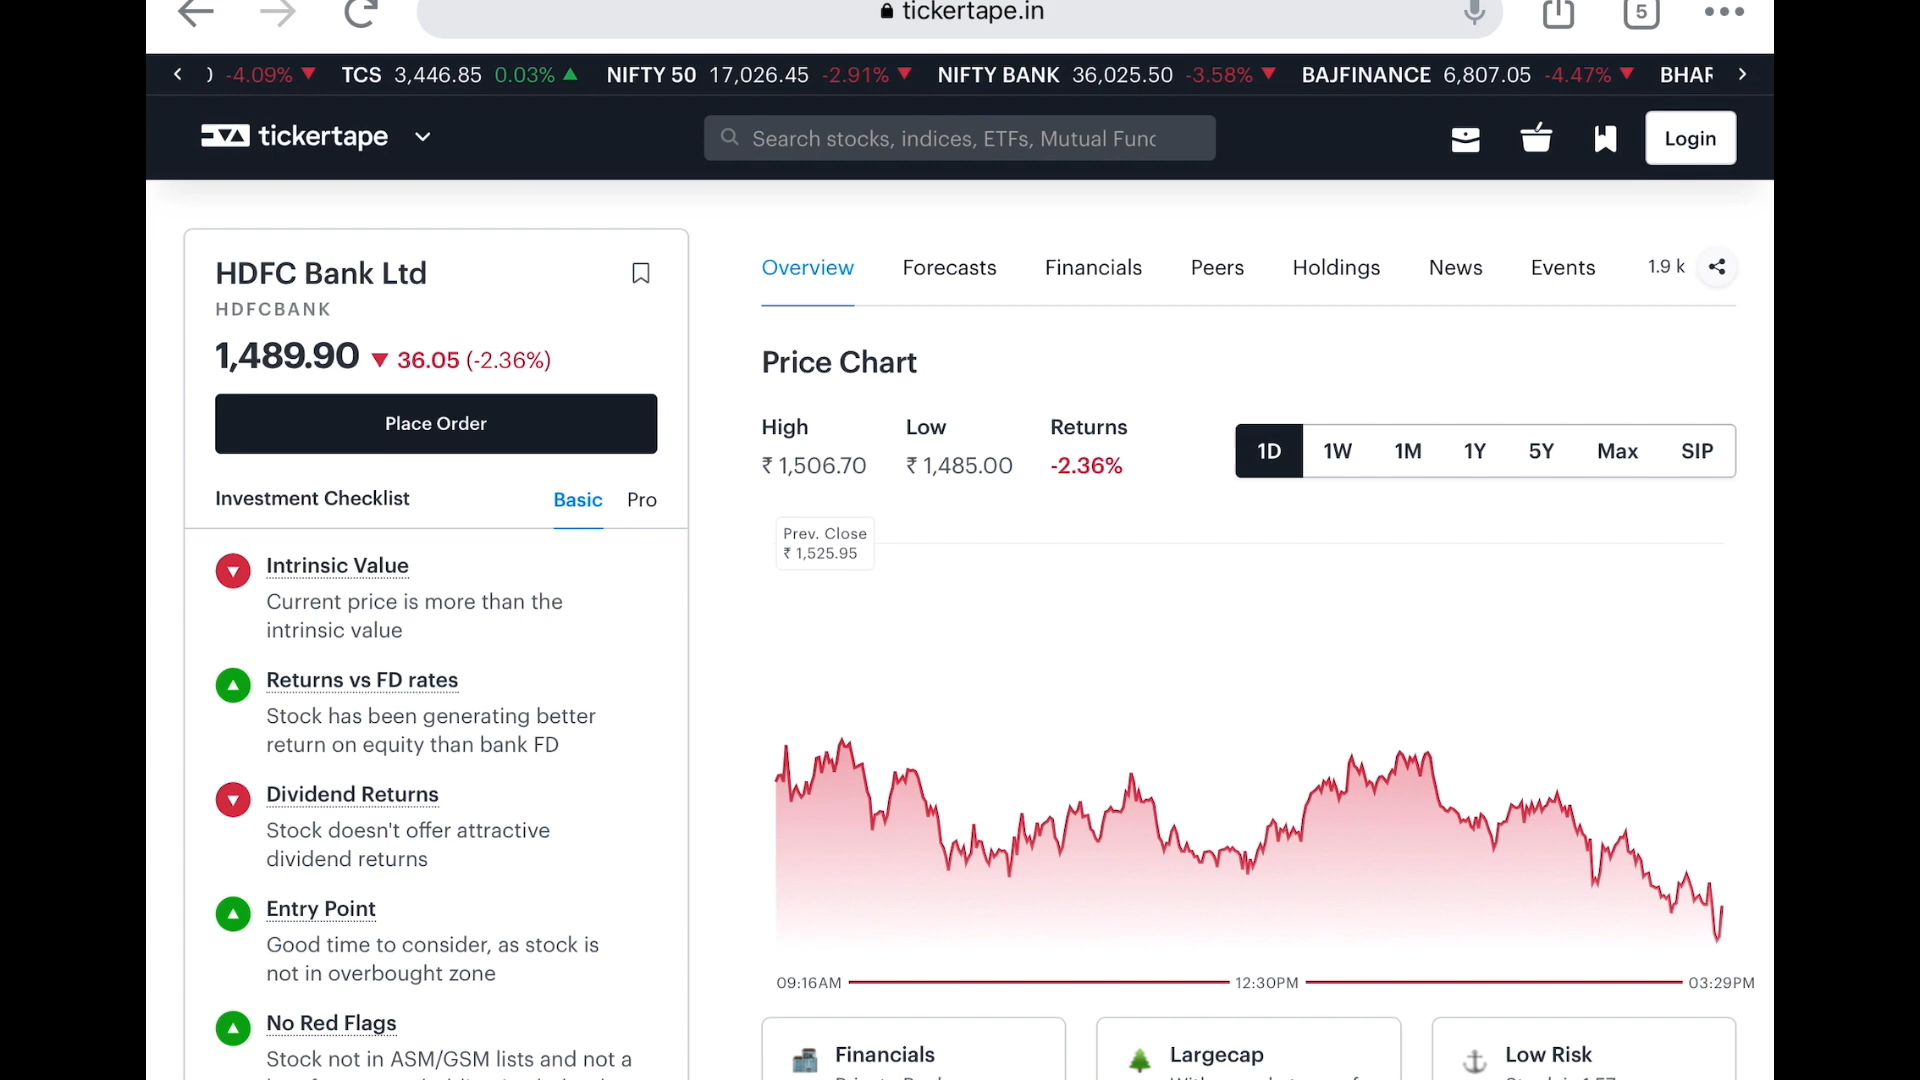 tickertape.in
5
-4.09% TCS 3,446.85 0.03% NIFTY 50 17,026.45 -2.91% NIFTY BANK 36,025.50 -3.58% BAJFINANCE 6,807.05 -4.47%
tickertape
Search stocks, indices, ETFs, Mutual
Login
HDFC Bank Ltd
HDFCBANK
1,489.90 36.05 (-2.36%)
Place Order
Investment Checklist Basic Pro
Intrinsic Value
Current price is more than the
intrinsic value
Returns vs FD rates
Stock has been generating better
return on equity than bank FD
Dividend Returns
Stock doesn't offer attractive
dividend returns
Entry Point
Good time to consider, as stock is
not in overbought zone
No Red Flags
Stock not in ASM/GSM lists and not a
Overview Forecasts Financials Peers Holdings News Events 1.9 k
Price Chart
High Low Returns
₹ 1,506.70 ₹ 1,485.00 -2.36%
1D 1W 1M 1Y 5Y Max SIP
Prev. Close
₹ 1,525.95
09:16AM 12:30PM 03:29PM
Financials Largecap Low Risk